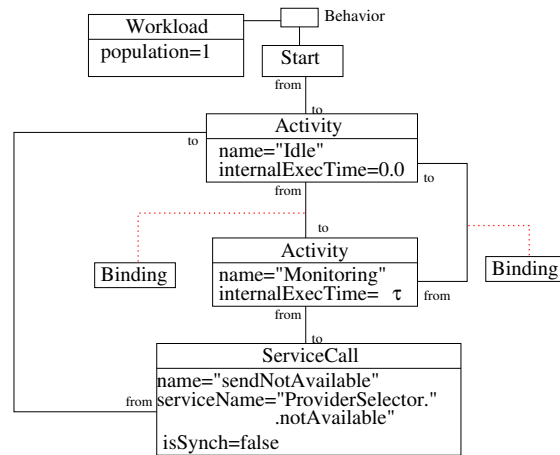 Workload
Behavior
population=1
Start
from
to
to
Activity
name="Idle"
internalExecTime=0.0
from
to
to
Activity
Binding
Binding
name="Monitoring"
internalExecTime= τ
from
from
to
ServiceCall
name="sendNotAvailable"
from
serviceName="ProviderSelector."
.notAvailable"
isSynch=false